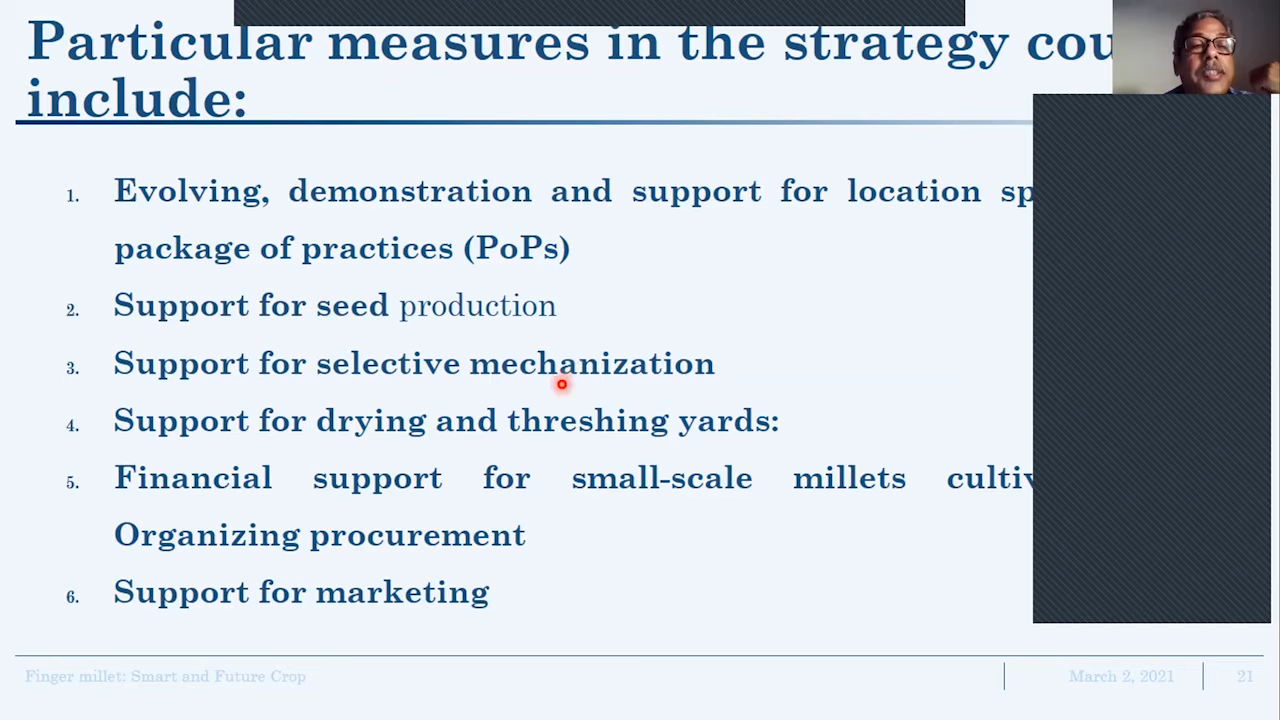 Particular measures in the strategy
include:
1. Evolving, demonstration and support for location
package of practices (PoPs)
2. Support for seed production
3. Support for selective mechanization
4. Support for drying and threshing yards:
5. Financial support for small-scale millets
Organizing procurement
6. Support for marketing
Finger millet: Smart and Future Crop March 2, 2021 21